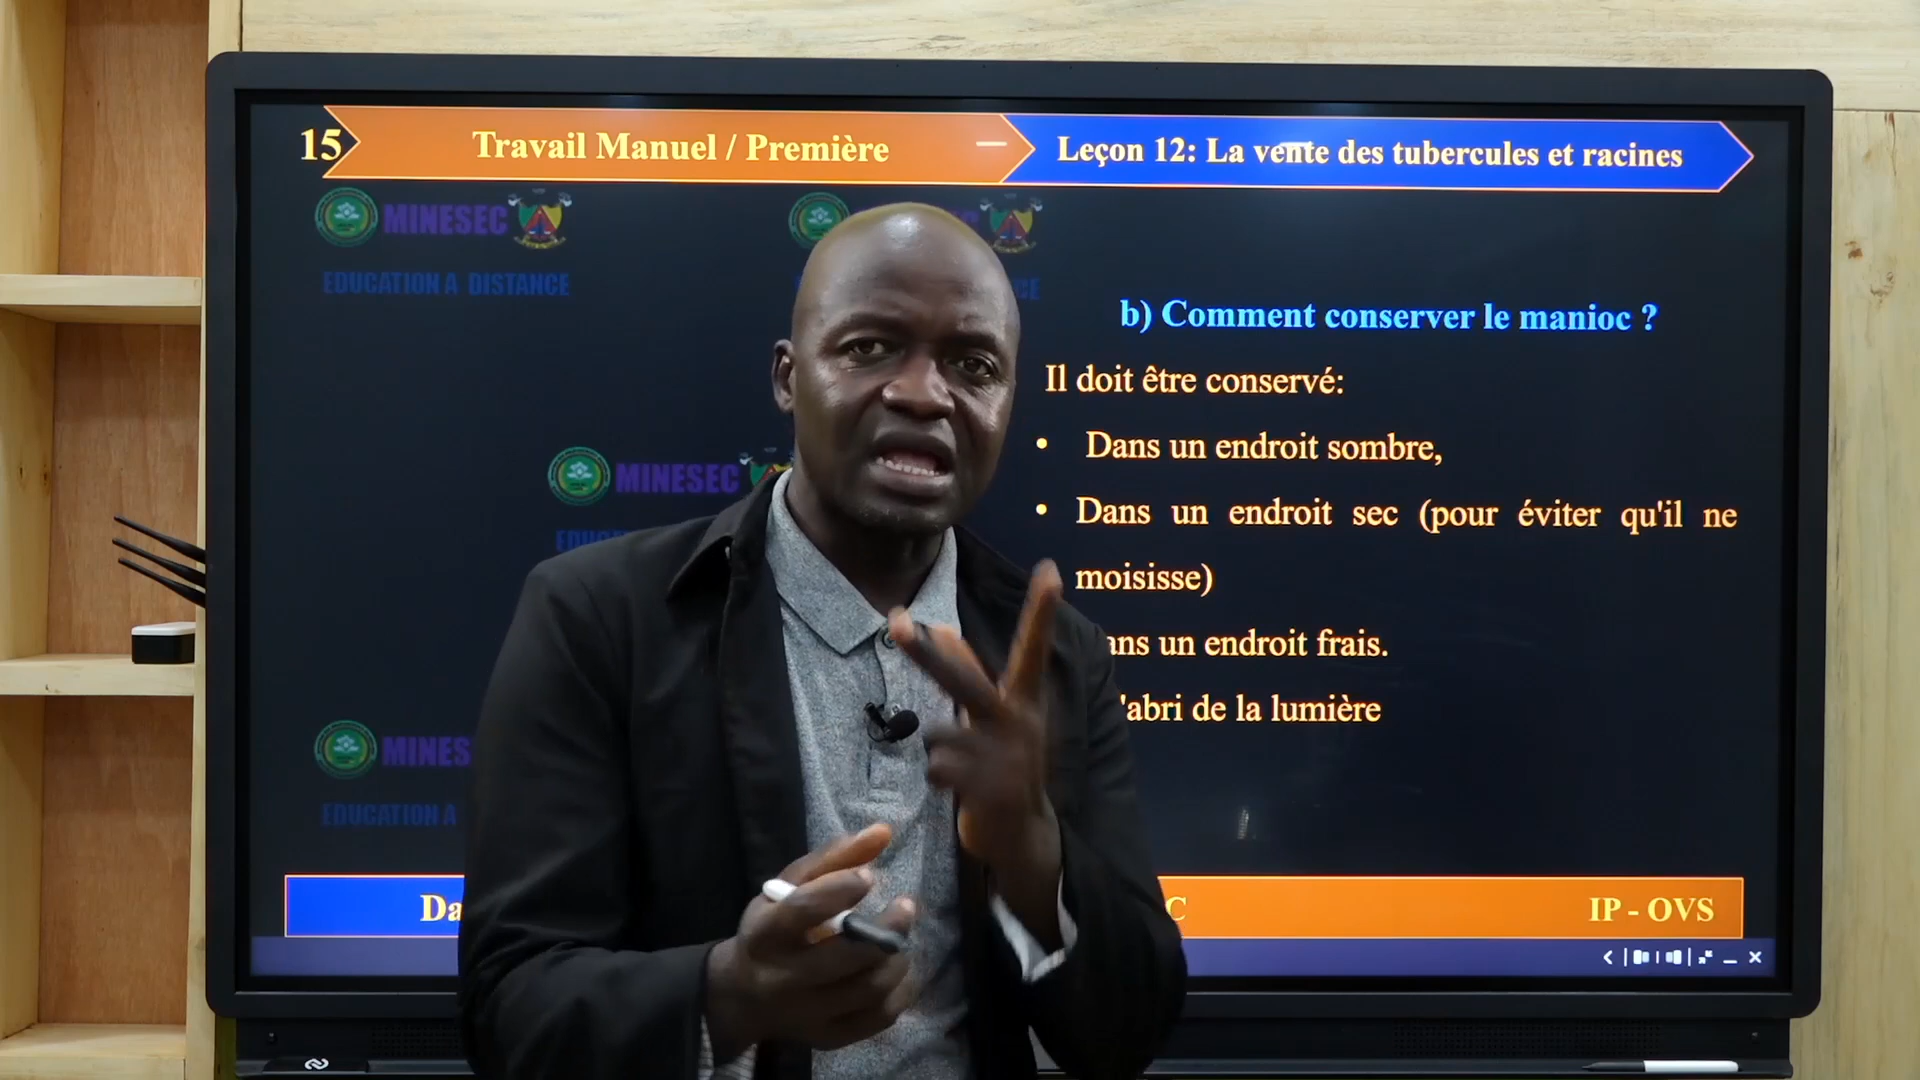 15
Travail Manuel / Première
Leçon 12: La vente des tubercules et racines
MINESEC
EDUCATION A DISTANCE
b) Comment conserver le manioc ?
Il doit être conservé:
• Dans un endroit sombre,
• Dans un endroit sec (pour éviter qu'il ne
moisisse)
MINESEC
ans un endroit frais.
'abri de la lumière
MINES
EDUCATION A
Da
C
IP - OVS